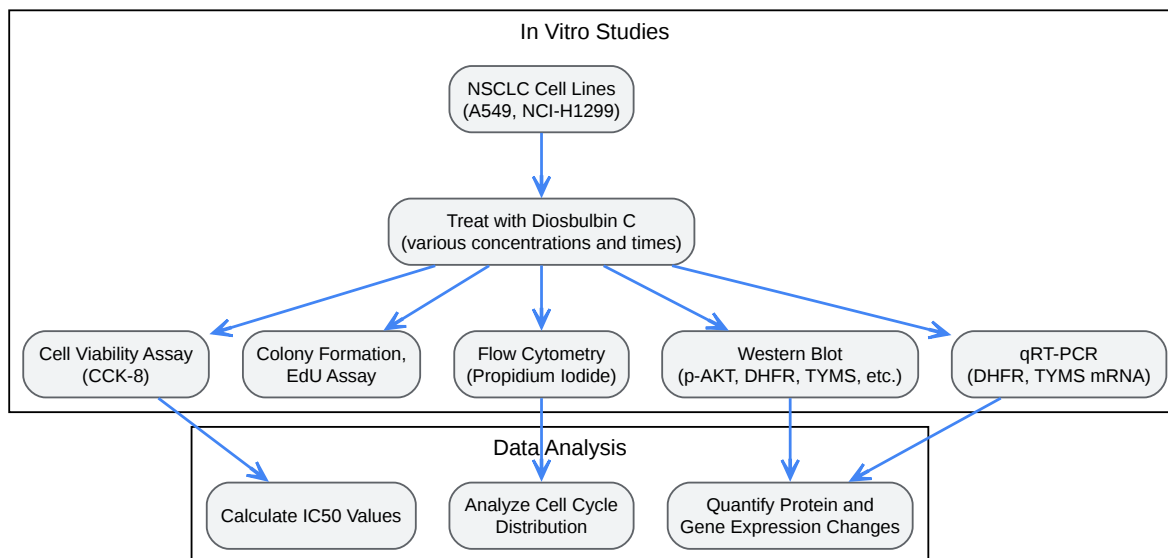 In Vitro Studies
NSCLC Cell Lines
(A549, NCI-H1299)
Treat with Diosbulbin C
(various concentrations and times)
Cell Viability Assay
(CCK-8)
Colony Formation,
EdU Assay
Flow Cytometry
(Propidium Iodide)
Western Blot
(p-AKT, DHFR, TYMS, etc.)
qRT-PCR
(DHFR, TYMS mRNA)
Data Analysis
Calculate IC50 Values
Analyze Cell Cycle
Distribution
Quantify Protein and
Gene Expression Changes